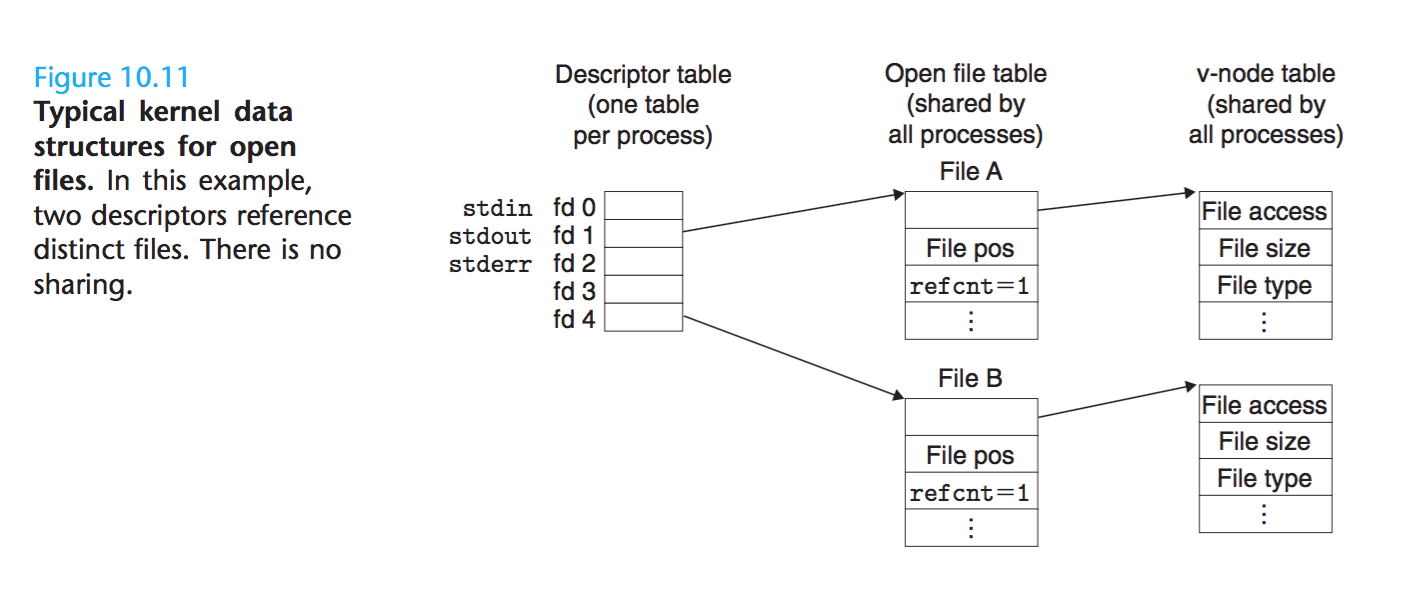 Figure 10.11
Typical kernel data
structures for open
files. In this example,
two descriptors reference
distinct files. There is no
sharing.
Descriptor table
(one table
per process)
Open file table
(shared by
all processes)
v-node table
(shared by
all processes)
stdin fd 0
stdout fd 1
stderr fd 2
fd 3
fd 4
File A
File pos
refcnt=1
⋮
File access
File size
File type
⋮
File B
File pos
refcnt=1
⋮
File access
File size
File type
⋮